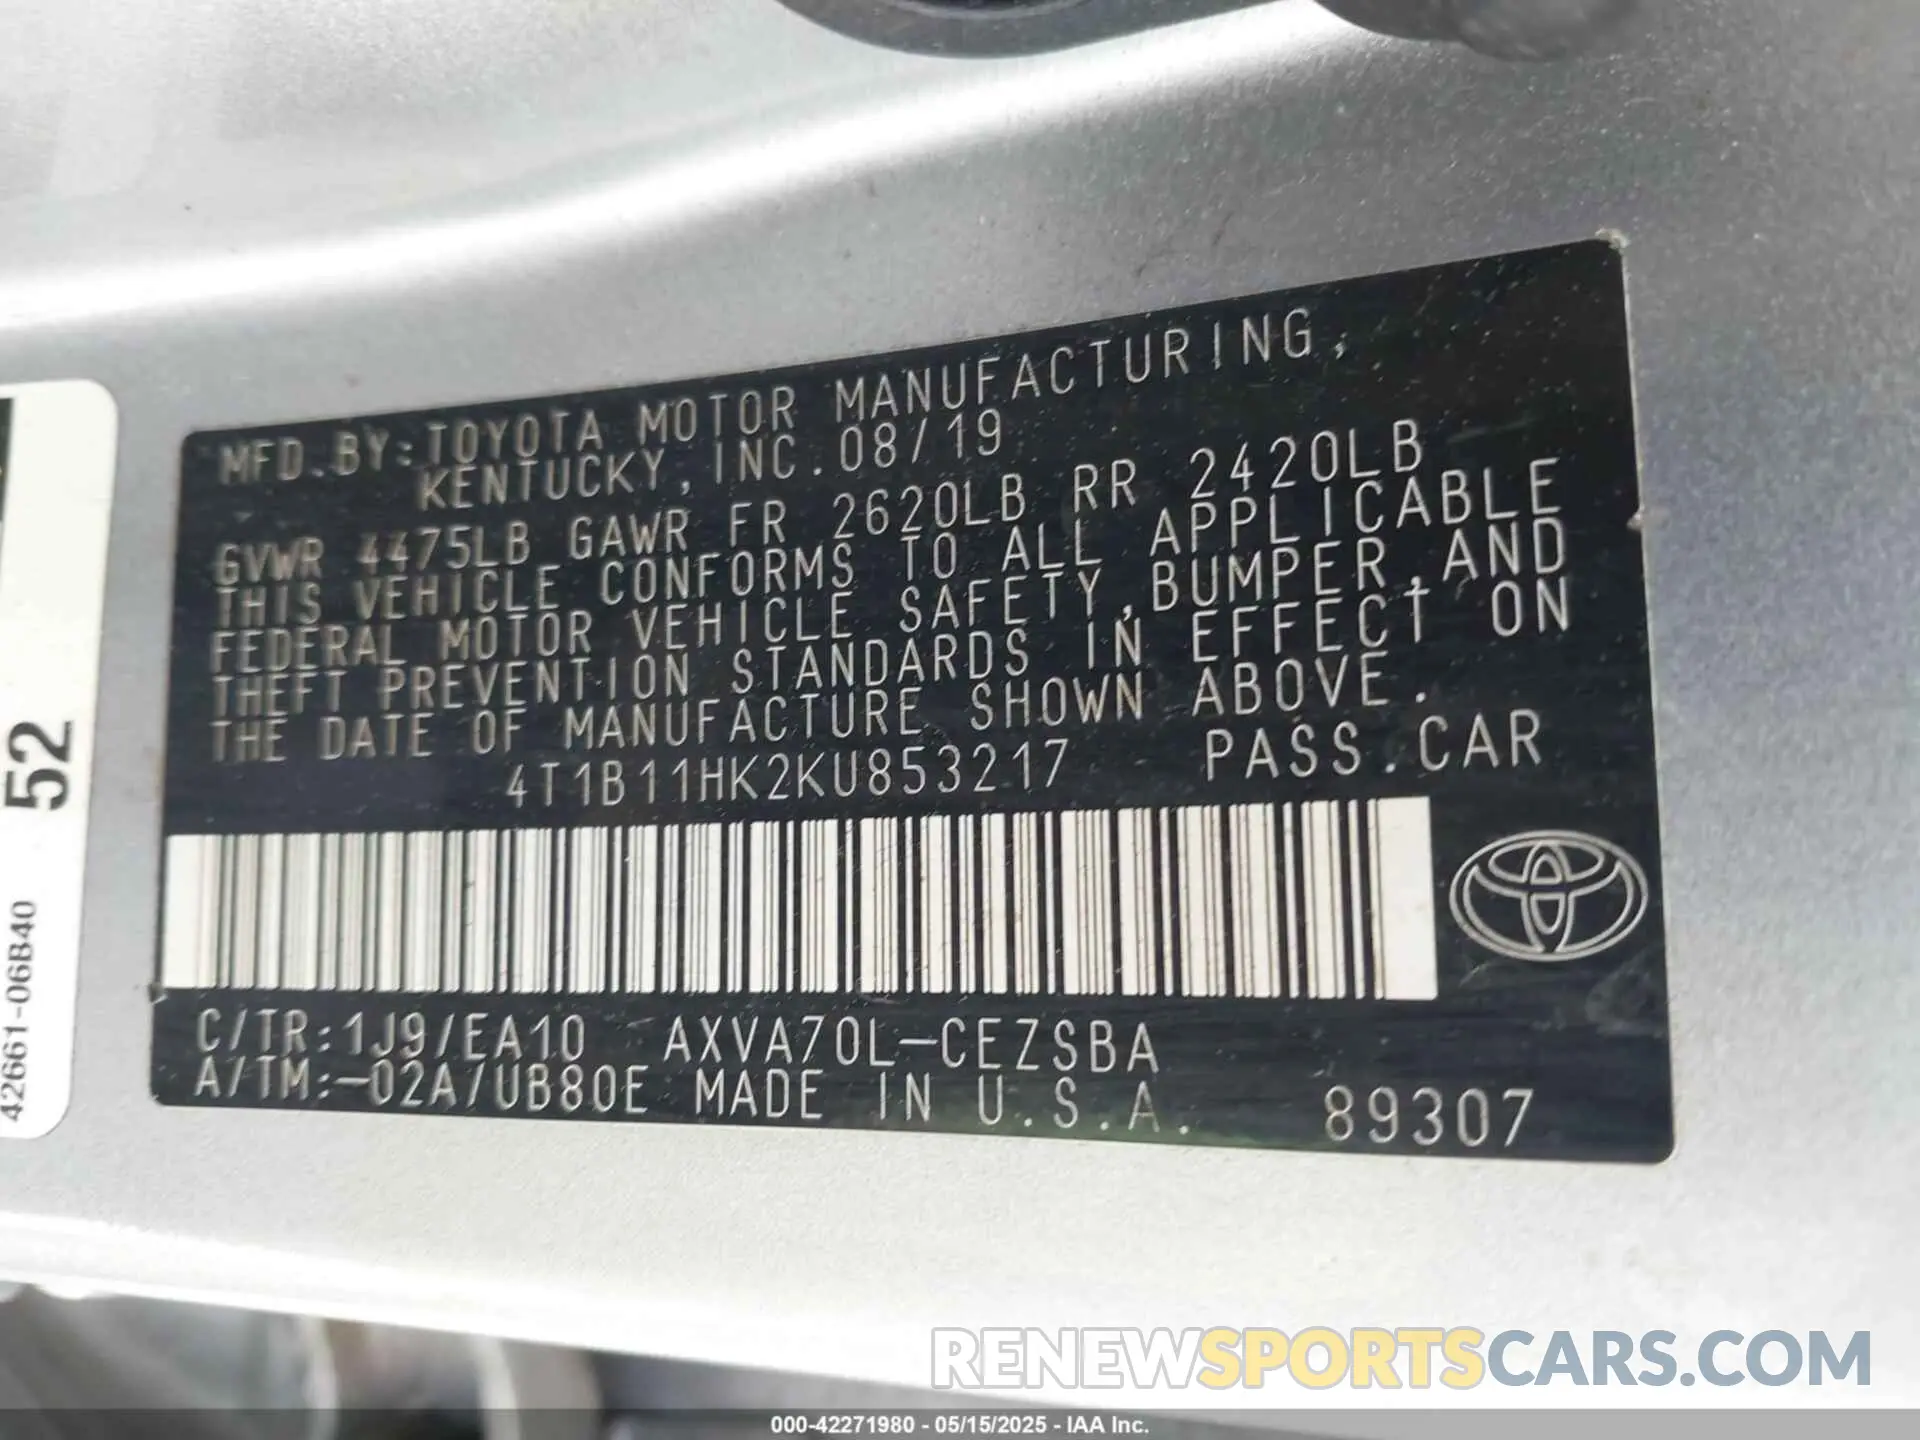 MFD.BY:TOYOTA MOTOR MANUFACTURING,
KENTUCKY, INC. 08/19
GVWR 4475LB GAWR FR 2620LB RR 2420LB
THIS VEHICLE CONFORMS TO ALL APPLICABLE
FEDERAL MOTOR VEHICLE SAFETY,BUMPER,AND
THEFT PREVENTION STANDARDS IN EFFECT ON
THE DATE OF MANUFACTURE SHOWN ABOVE.
4T1B11HK2KU853217 PASS.CAR
C/TR:1J9/EA10 AXVA70L-CEZSBA
A/TM:-02A/UB80E MADE IN U.S.A. 89307
52
42661-06B40
RENEWSPORTSCARS.COM
000-42271980 - 05/15/2025 - IAA Inc.